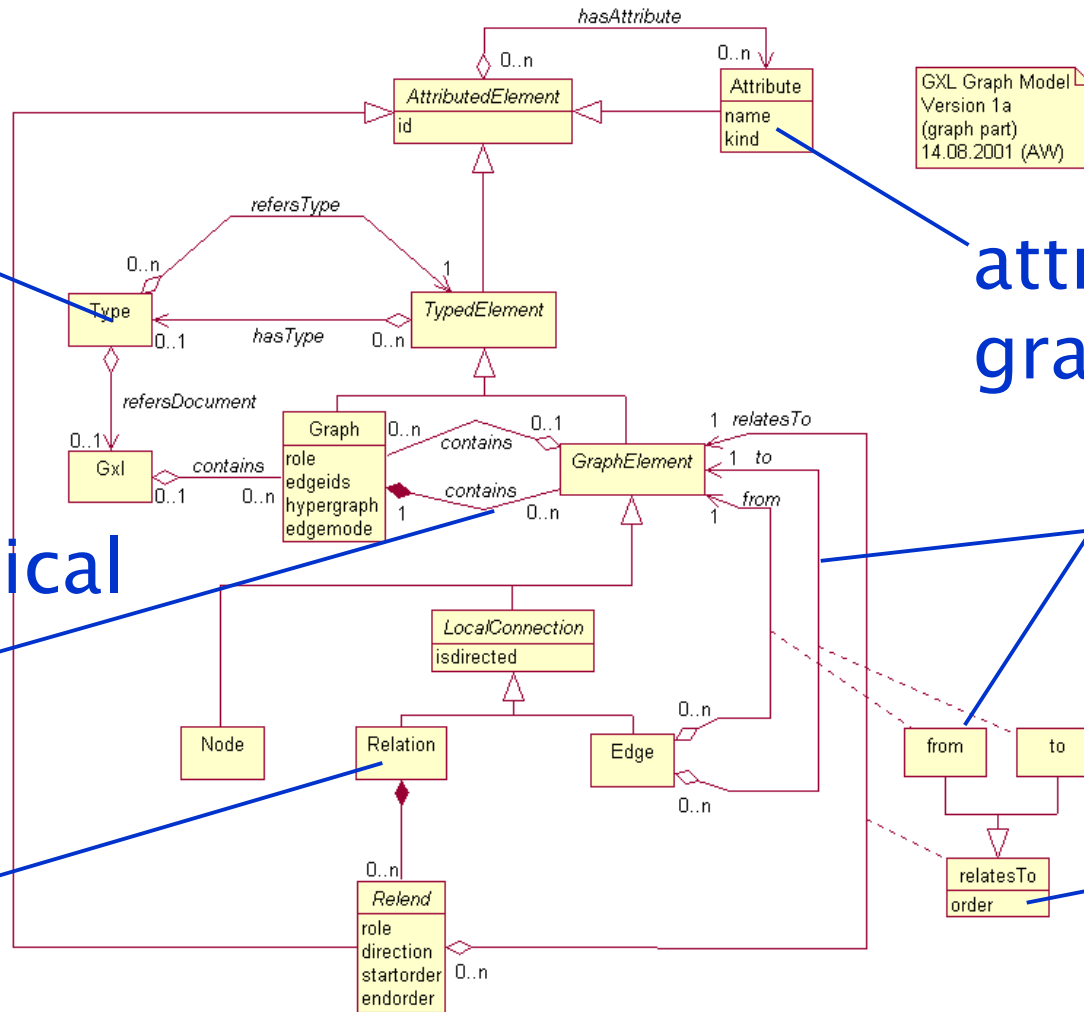 hasAttribute
0..n
0..n
AttributedElement
id
Attribute
name
kind
GXL Graph Model
Version 1a
(graph part)
14.08.2001 (AW)
refersType
0..n
1
Type
TypedElement
0..1
hasType
0..n
refersDocument
0..1
Gxl
0..1
contains
0..n
Graph
role
edgeids
hypergraph
edgemode
0..n
contains
0..1
1
contains
0..n
GraphElement
1 relatesTo
1 to
from
1
LocalConnection
isdirected
Node
Relation
Edge
0..n
0..n
from
to
relatesTo
order
0..n
Relend
role
direction
startorder
endorder
0..n